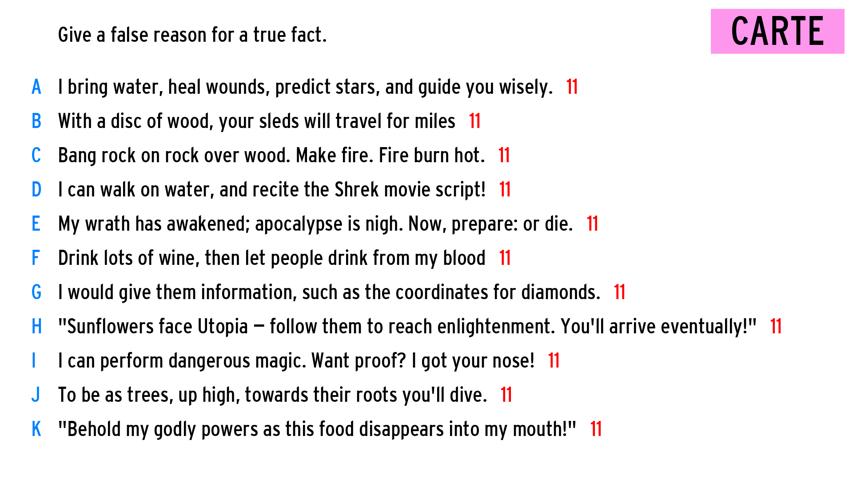 CARTE
Give a false reason for a true fact.
A I bring water, heal wounds, predict stars, and guide you wisely. 11
B With a disc of wood, your sleds will travel for miles 11
C Bang rock on rock over wood. Make fire. Fire burn hot. 11
D I can walk on water, and recite the Shrek movie script! 11
E My wrath has awakened; apocalypse is nigh. Now, prepare: or die. 11
F Drink lots of wine, then let people drink from my blood 11
G I would give them information, such as the coordinates for diamonds. 11
H "Sunflowers face Utopia – follow them to reach enlightenment. You'll arrive eventually!" 11
I I can perform dangerous magic. Want proof? I got your nose! 11
J To be as trees, up high, towards their roots you'll dive. 11
K "Behold my godly powers as this food disappears into my mouth!" 11